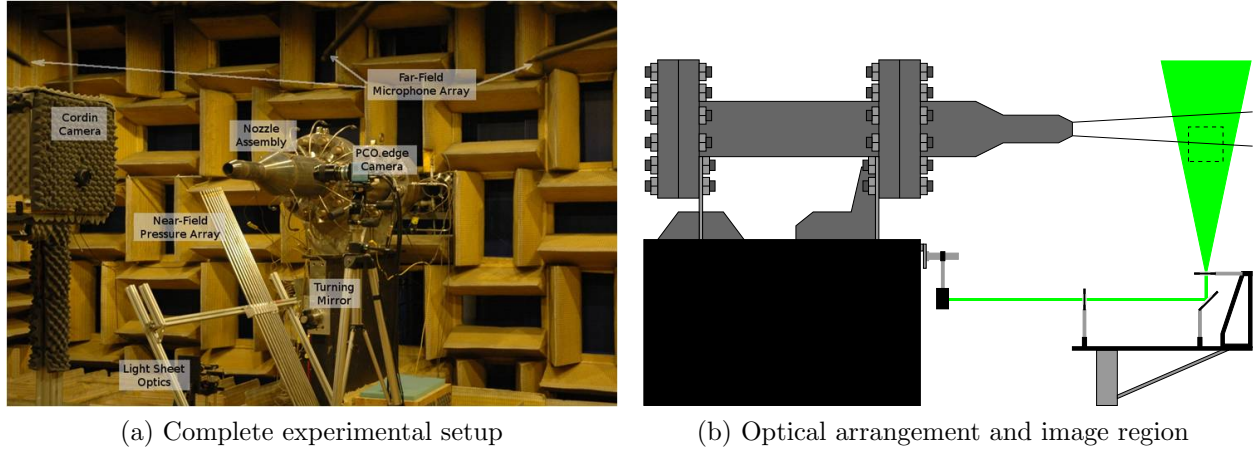 Far-Field
Microphone Array
Cordin
Camera
Nozzle
Assembly
PCO.edge
Camera
Near-Field
Pressure Array
Turning
Mirror
Light Sheet
Optics
(a) Complete experimental setup
(b) Optical arrangement and image region